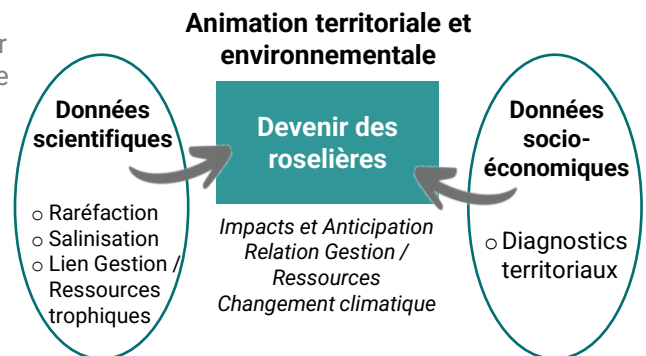 Animation territoriale et
environnementale
r
e
Données
scientifiques
○ Raréfaction
○ Salinisation
○ Lien Gestion /
Ressources
trophiques
Devenir des
roselières
Impacts et Anticipation
Relation Gestion /
Ressources
Changement climatique
Données
socio-
économiques
○ Diagnostics
territoriaux